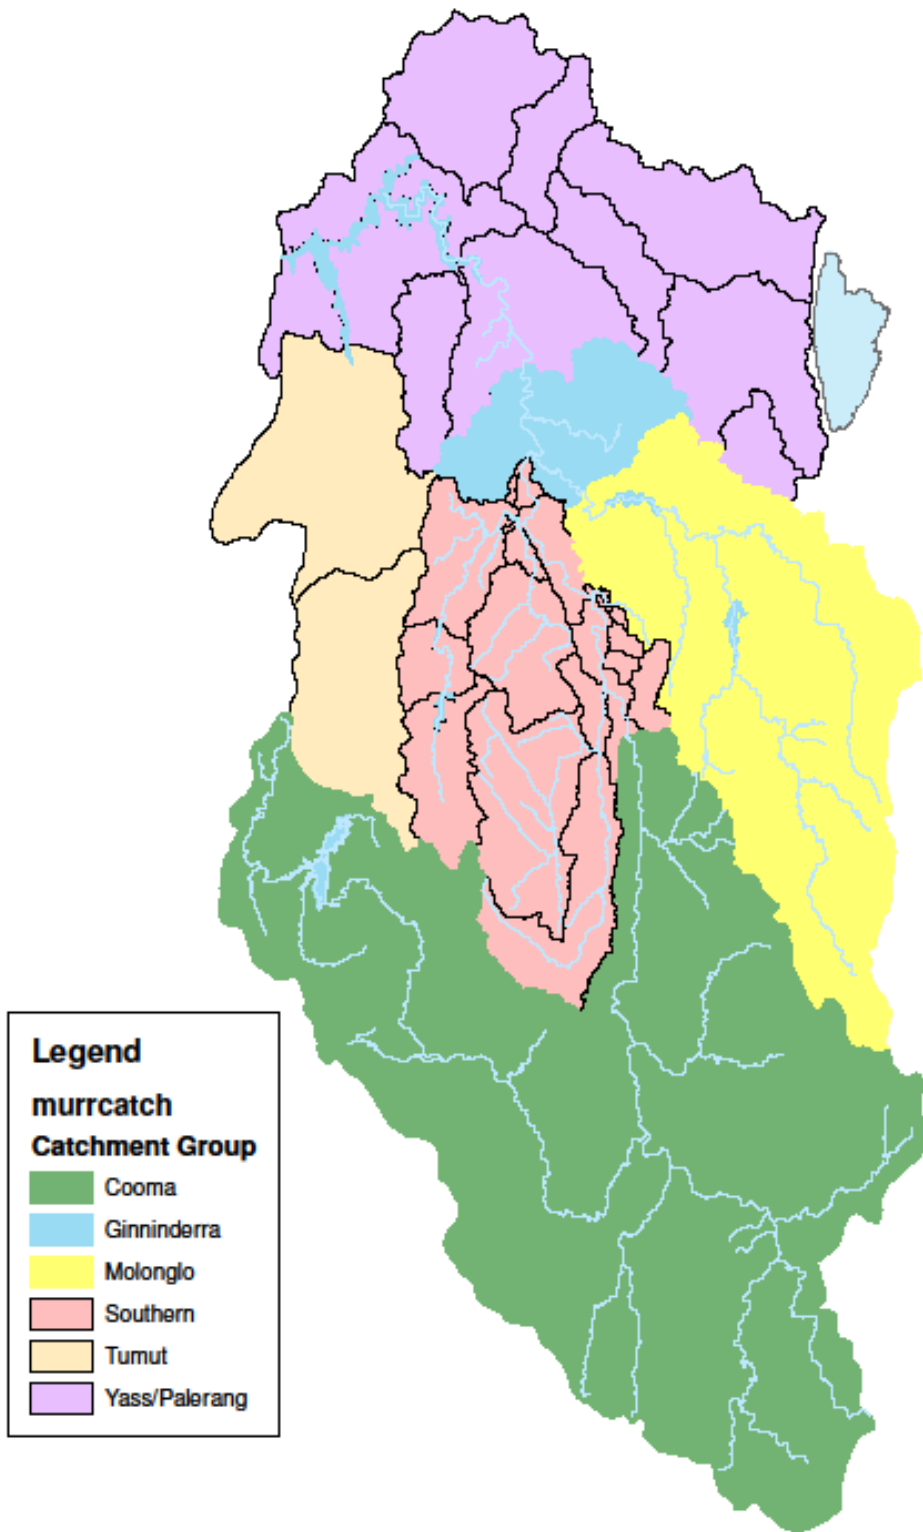 Legend
murrcatch
Catchment Group
Cooma
Ginninderra
Molonglo
Southern
Tumut
Yass/Palerang